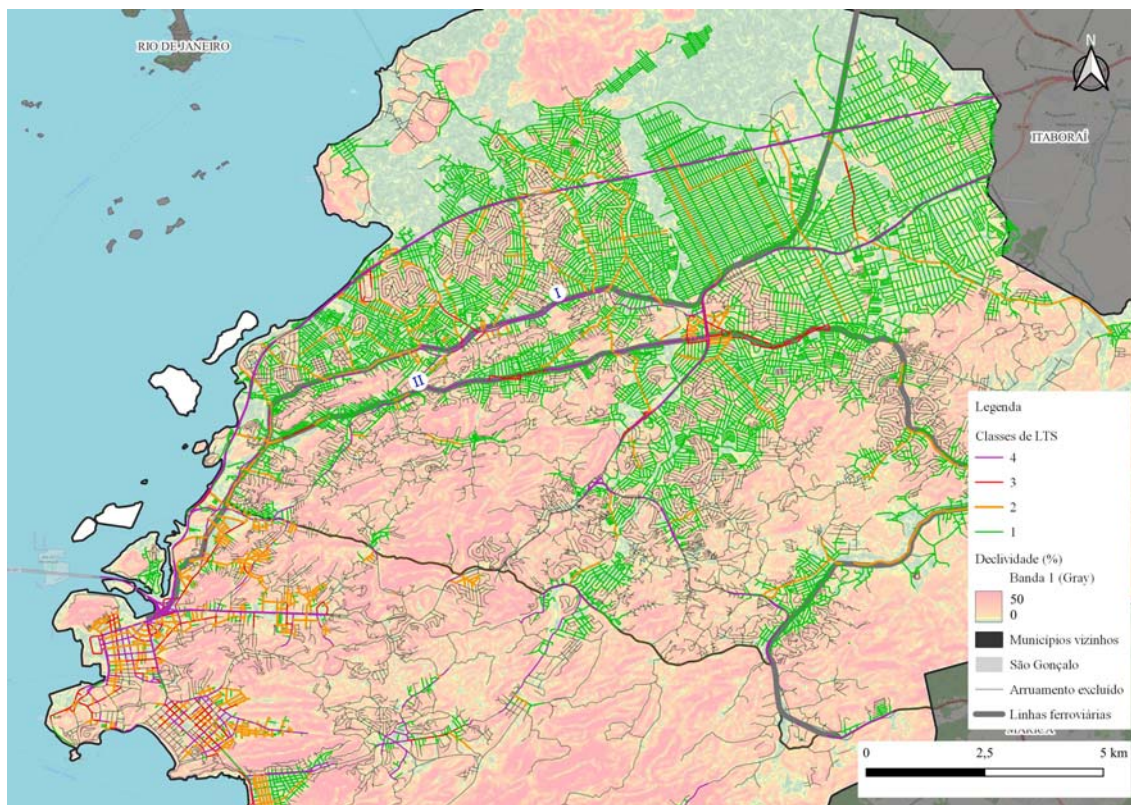 RIO DE JANEIRO
N
ITABORAÍ
I
II
Legenda
Classes de LTS
4
3
2
1
Declividade (%)
Banda 1 (Gray)
50
0
Municípios vizinhos
São Gonçalo
Arruamento excluído
Linhas ferroviárias
0
2,5
5 km